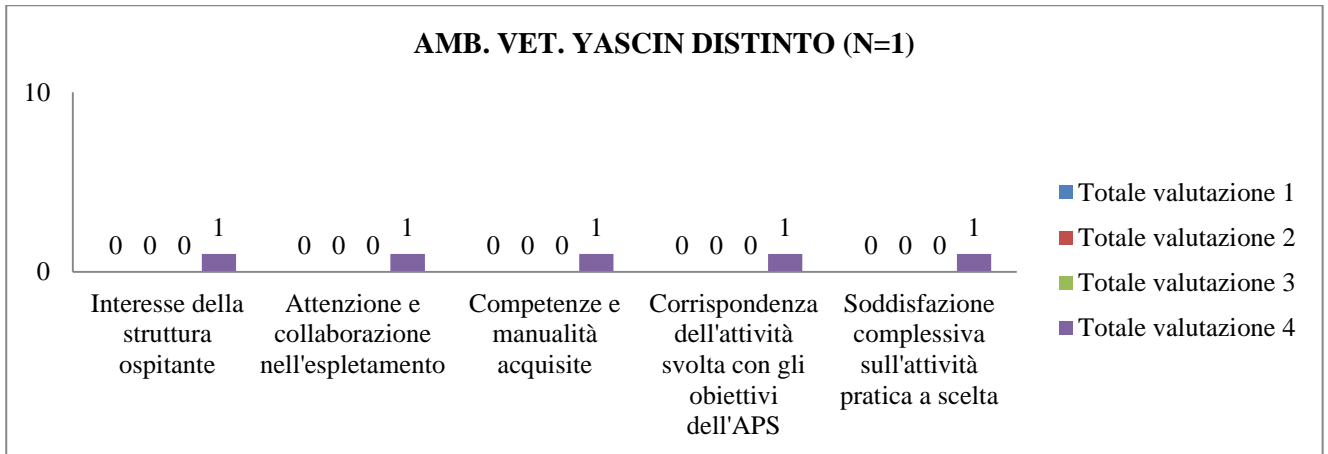 AMB. VET. YASCIN DISTINTO (N=1)
10
0
0 0 0 1
0 0 0 1
0 0 0 1
0 0 0 1
0 0 0 1
Interesse della
struttura
ospitante
Attenzione e
collaborazione
nell'espletamento
Competenze e
manualità
acquisite
Corrispondenza
dell'attività
svolta con gli
obiettivi
dell'APS
Soddisfazione
complessiva
sull'attività
pratica a scelta
Totale valutazione 1
Totale valutazione 2
Totale valutazione 3
Totale valutazione 4